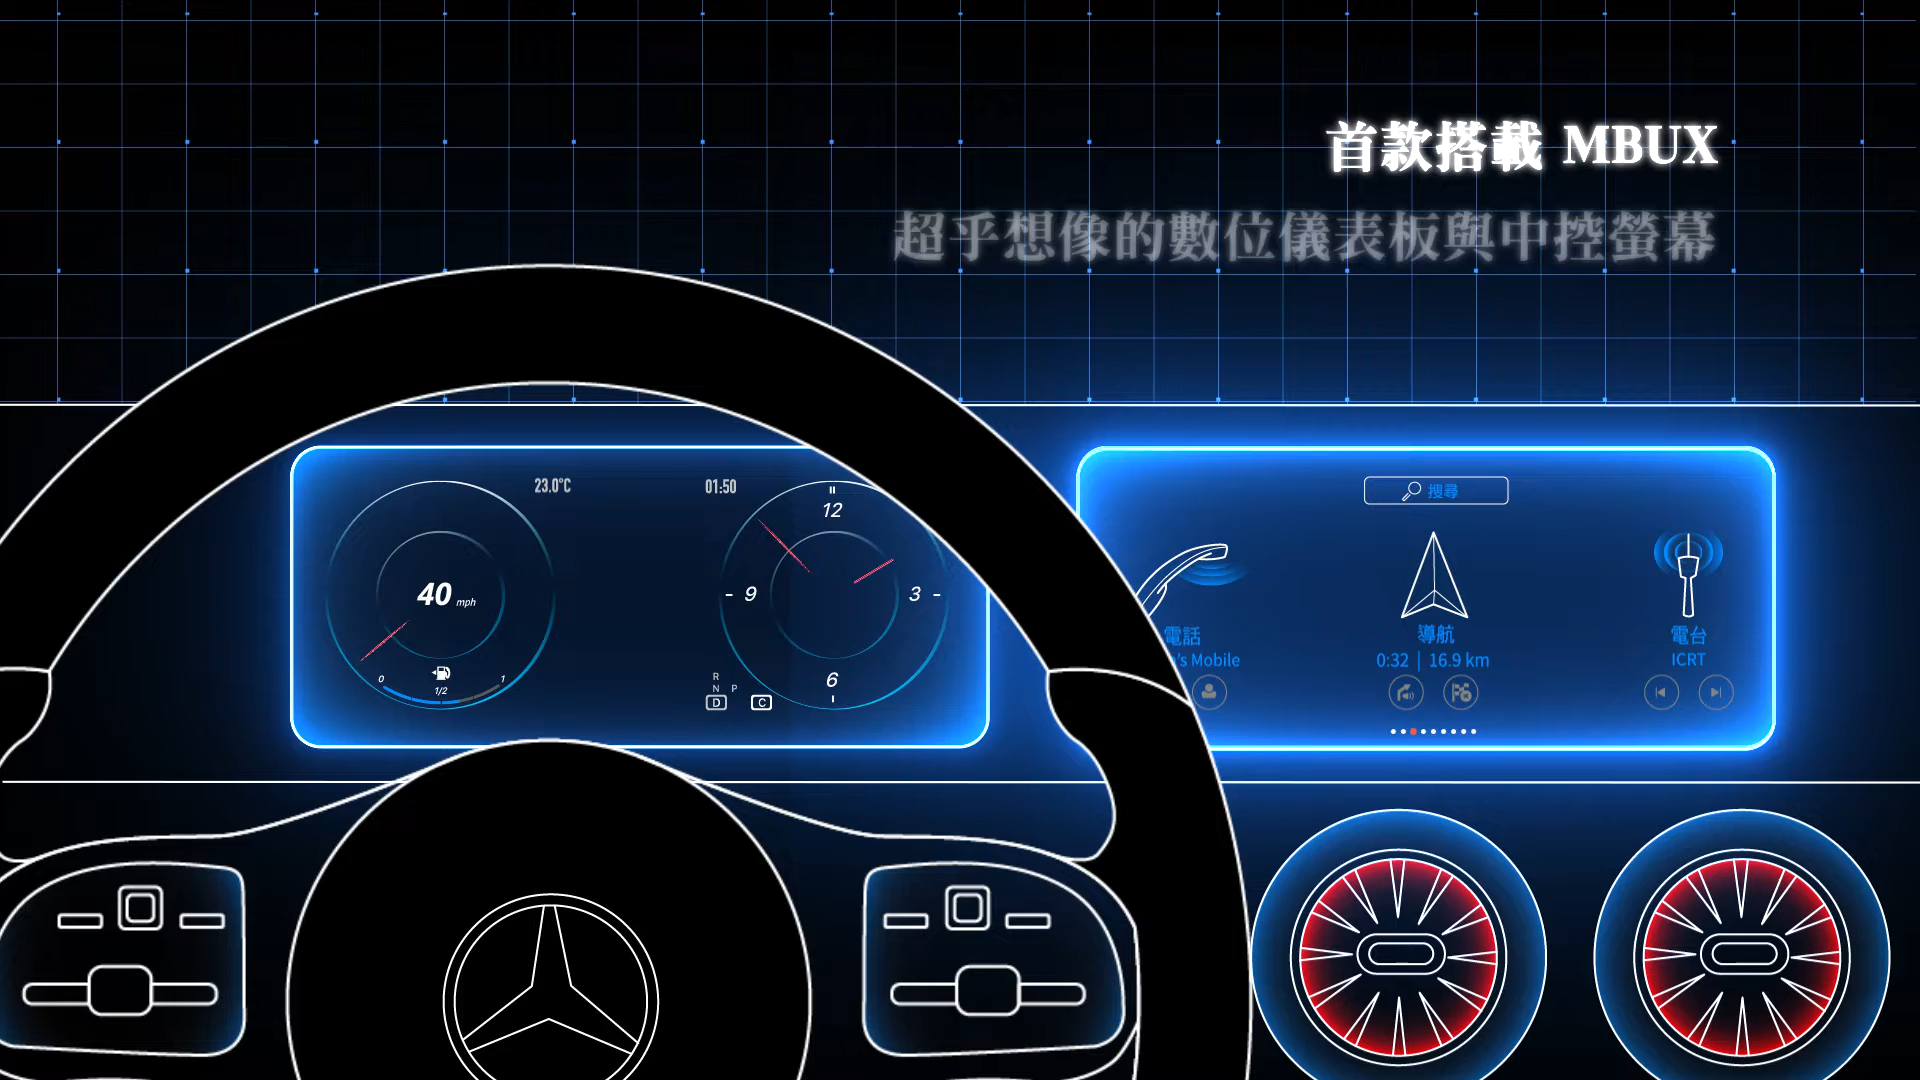 首款搭載 MBUX
超乎想像的數位儀表板與中控螢幕
23.0°C
01:50
40 mph
0
1/2
1
12
9
3
6
R
N P
D C
搜尋
電話
's Mobile
導航
0:32 | 16.9 km
電台
ICRT